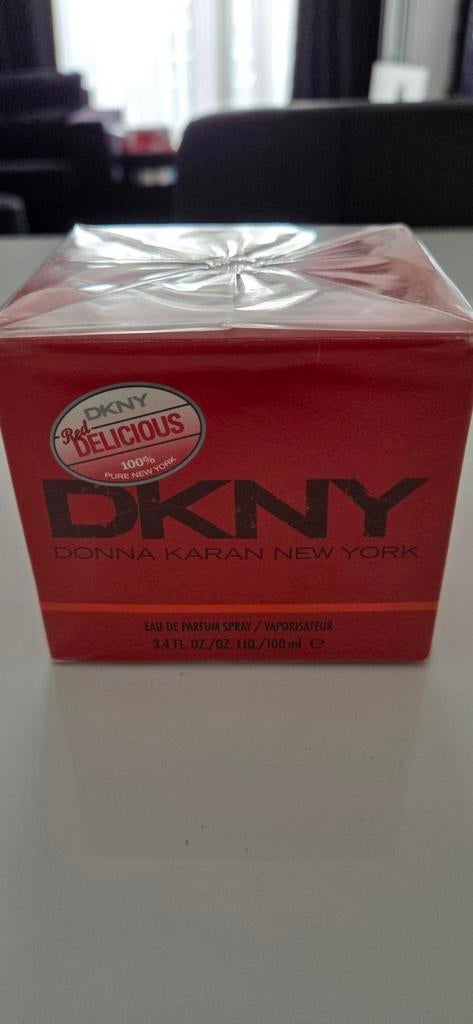 DKNY
Red
DELICIOUS
100%
PURE NEW YORK
DKNY
DONNA KARAN NEW YORK
EAU DE PARFUM SPRAY / VAPORISATEUR
3.4 FL. OZ./OZ. LIQ./100 ml ℮